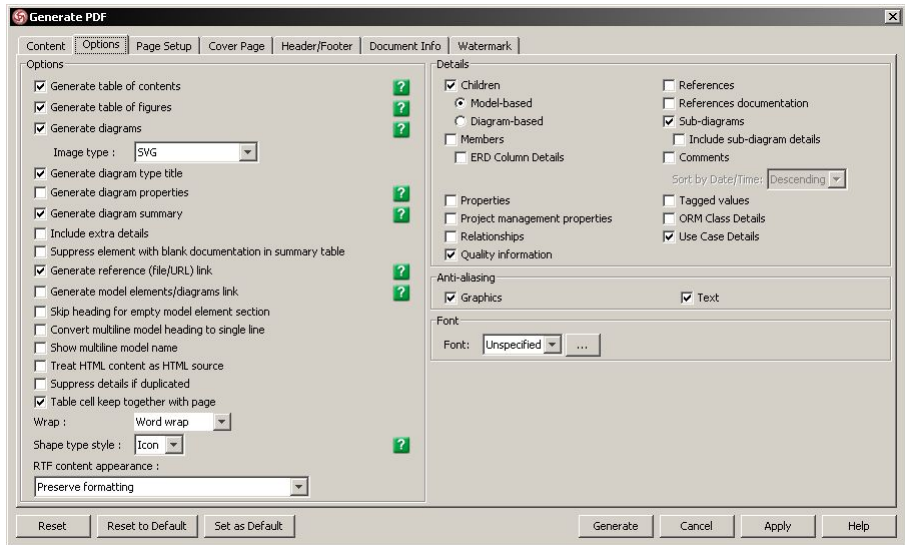 Generate PDF
Content Options Page Setup Cover Page Header/Footer Document Info Watermark
Options
Generate table of contents ?
Generate table of figures ?
Generate diagrams ?
Image type : SVG
Generate diagram type title
Generate diagram properties ?
Generate diagram summary ?
Include extra details
Suppress element with blank documentation in summary table
Generate reference (file/URL) link ?
Generate model elements/diagrams link ?
Skip heading for empty model element section
Convert multiline model heading to single line
Show multiline model name
Treat HTML content as HTML source
Suppress details if duplicated
Table cell keep together with page
Wrap : Word wrap
Shape type style : Icon ?
RTF content appearance :
Preserve formatting
Details
Children
Model-based
Diagram-based
Members
ERD Column Details
Properties
Project management properties
Relationships
Quality information
References
References documentation
Sub-diagrams
Include sub-diagram details
Comments
Sort by Date/Time: Descending
Tagged values
ORM Class Details
Use Case Details
Anti-aliasing
Graphics Text
Font
Font: Unspecified ...
Reset Reset to Default Set as Default Generate Cancel Apply Help